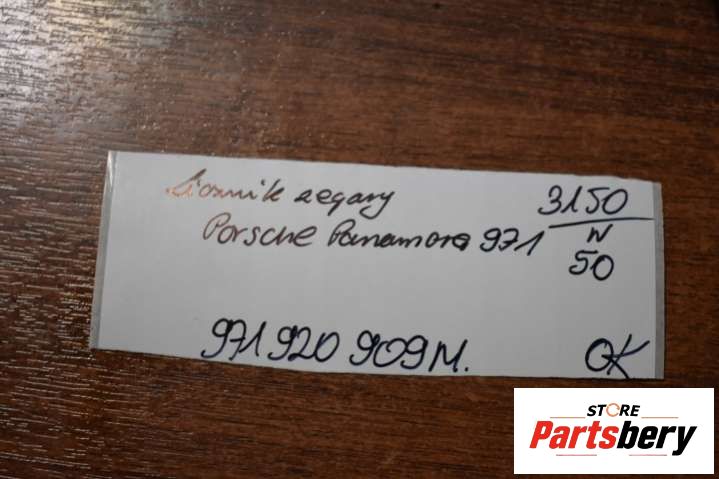 Licznik zegary
Porsche Panamera 971
3150
N
50
971 920 909 M.
OK
STORE
Partsbery